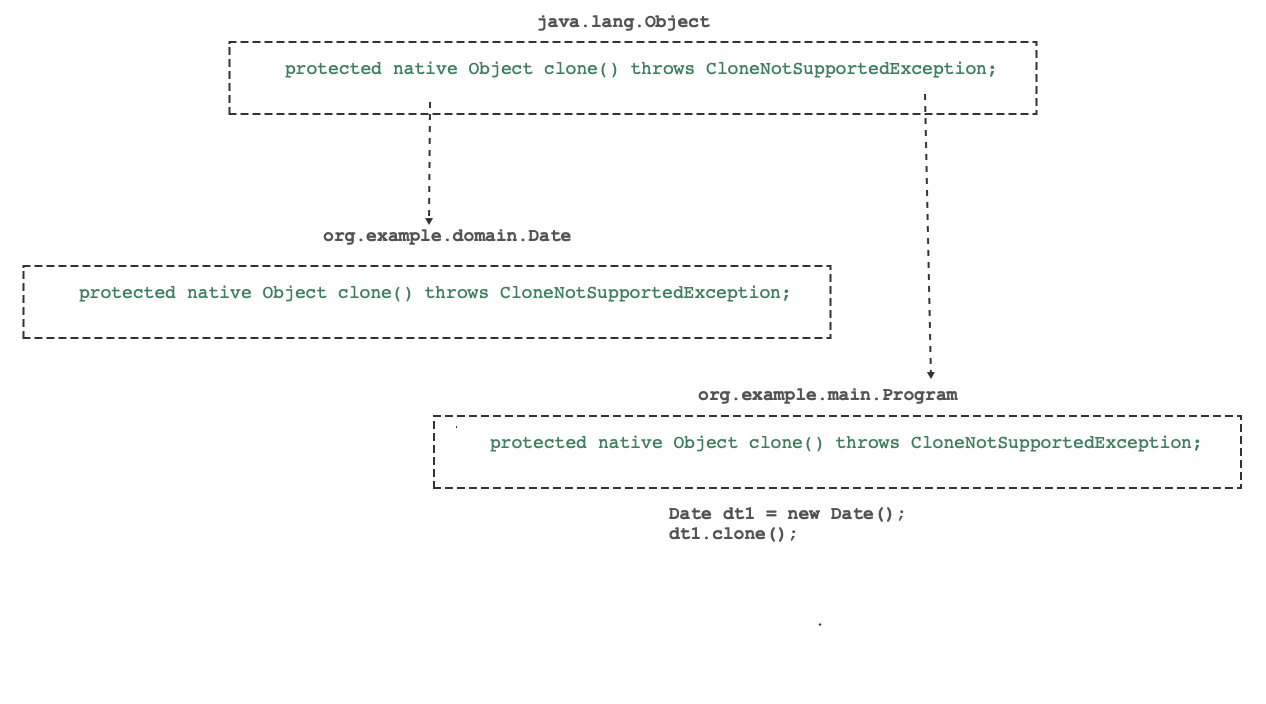 java.lang.Object
protected native Object clone() throws CloneNotSupportedException;
org.example.domain.Date
protected native Object clone() throws CloneNotSupportedException;
org.example.main.Program
protected native Object clone() throws CloneNotSupportedException;
Date dt1 = new Date();
dt1.clone();